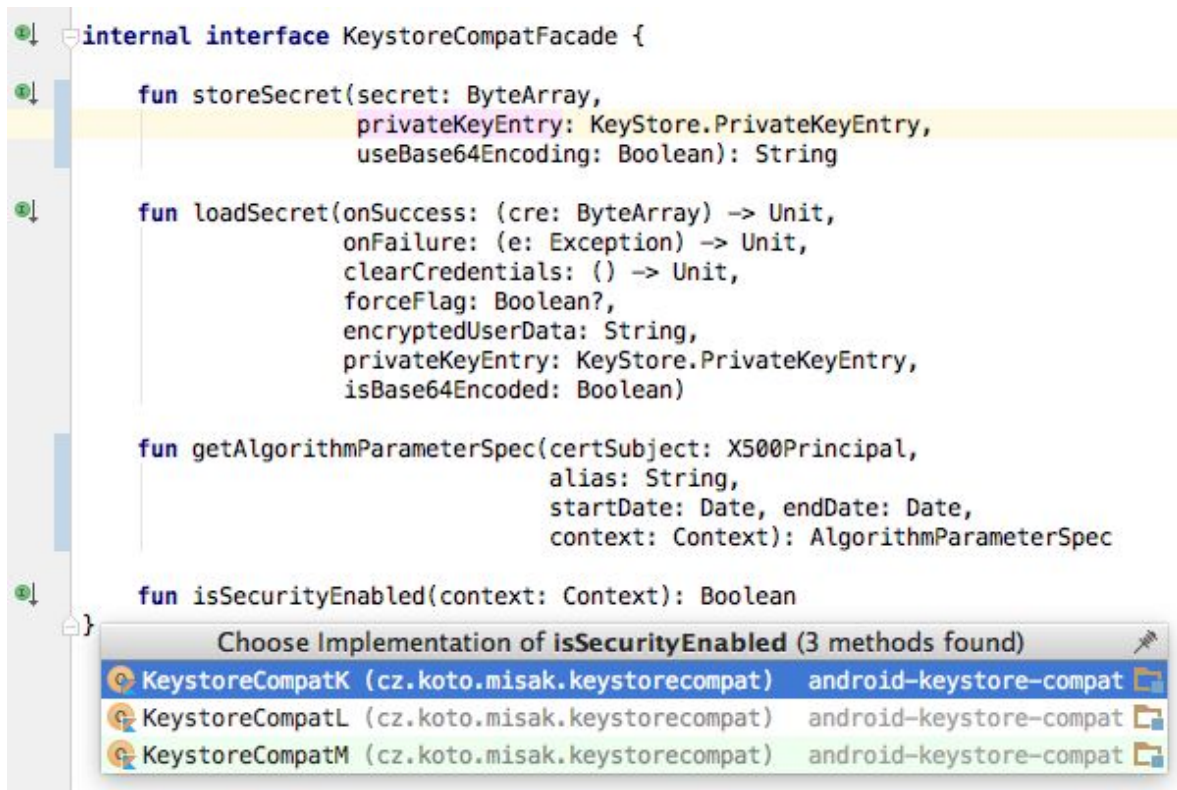 internal interface KeystoreCompatFacade {
fun storeSecret(secret: ByteArray,
privateKeyEntry: KeyStore.PrivateKeyEntry,
useBase64Encoding: Boolean): String
fun loadSecret(onSuccess: (cre: ByteArray) -> Unit,
onFailure: (e: Exception) -> Unit,
clearCredentials: () -> Unit,
forceFlag: Boolean?,
encryptedUserData: String,
privateKeyEntry: KeyStore.PrivateKeyEntry,
isBase64Encoded: Boolean)
fun getAlgorithmParameterSpec(certSubject: X500Principal,
alias: String,
startDate: Date, endDate: Date,
context: Context): AlgorithmParameterSpec
fun isSecurityEnabled(context: Context): Boolean
}
Choose Implementation of isSecurityEnabled (3 methods found)
KeystoreCompatK (cz.koto.misak.keystorecompat) android-keystore-compat
KeystoreCompatL (cz.koto.misak.keystorecompat) android-keystore-compat
KeystoreCompatM (cz.koto.misak.keystorecompat) android-keystore-compat